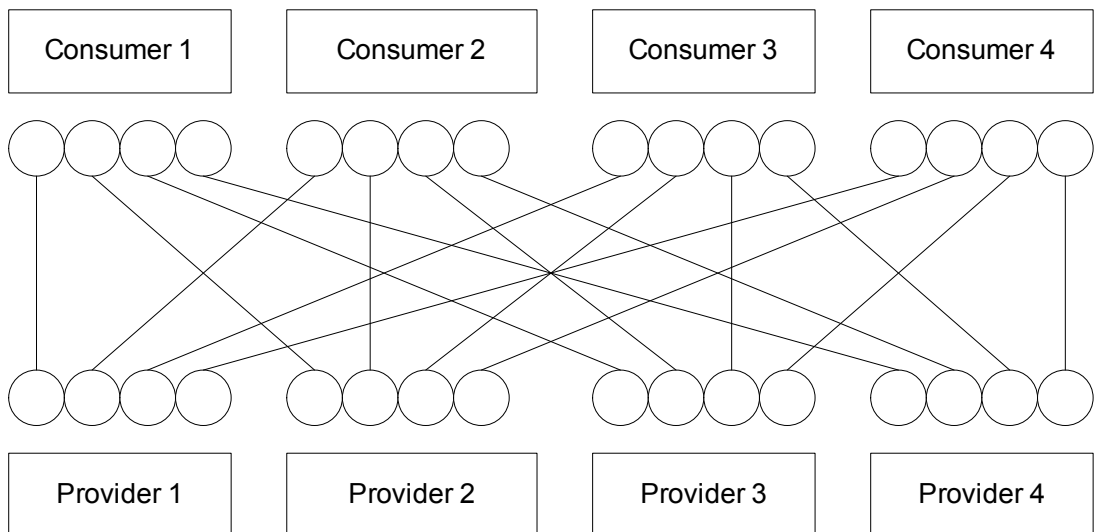 Consumer 1
Consumer 2
Consumer 3
Consumer 4
Provider 1
Provider 2
Provider 3
Provider 4